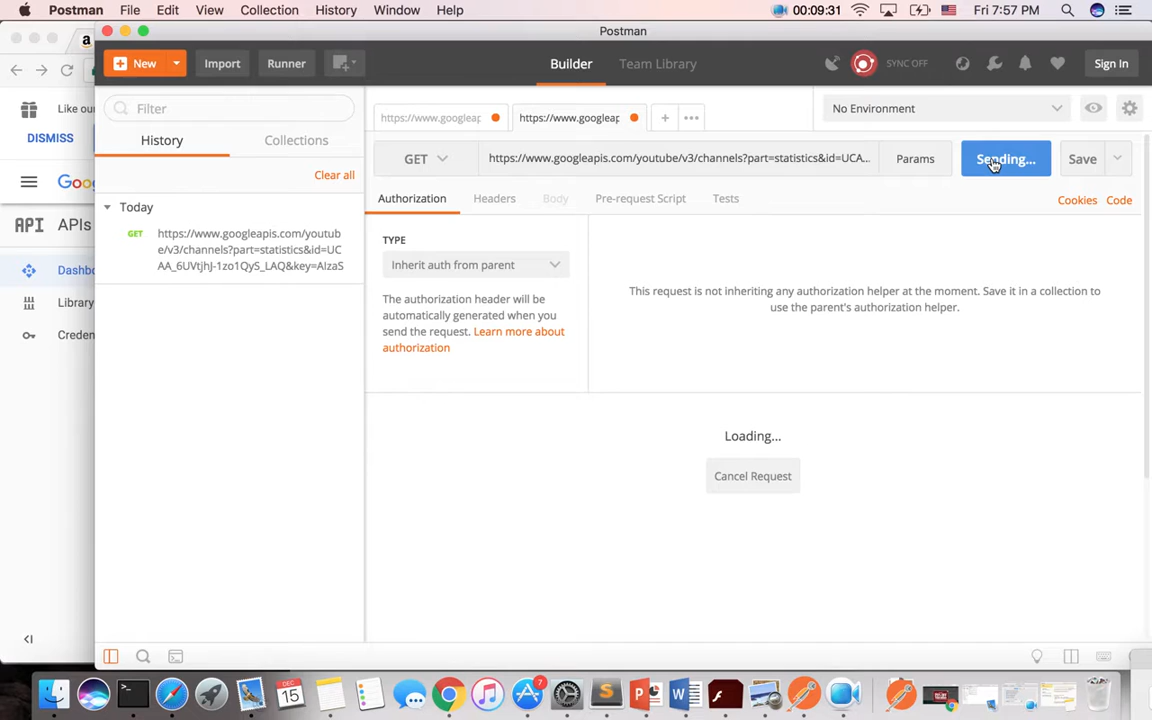 Postman File Edit View Collection History Window Help 00:09:31 Fri 7:57 PM
Postman
a
New Import Runner Builder Team Library SYNC OFF Sign In
Like ou
DISMISS
Goo
API APIs
Dashbo
Library
Creden
Filter
History Collections
Clear all
Today
GET https://www.googleapis.com/youtub
e/v3/channels?part=statistics&id=UC
AA_6UVtjhJ-1zo1QyS_LAQ&key=AIzaS
https://www.googleap https://www.googleap + ••• No Environment
GET https://www.googleapis.com/youtube/v3/channels?part=statistics&id=UCA... Params Sending... Save
Authorization Headers Body Pre-request Script Tests Cookies Code
TYPE
Inherit auth from parent
The authorization header will be
automatically generated when you
send the request. Learn more about
authorization
This request is not inheriting any authorization helper at the moment. Save it in a collection to
use the parent's authorization helper.
Loading...
Cancel Request
DEC
15
7